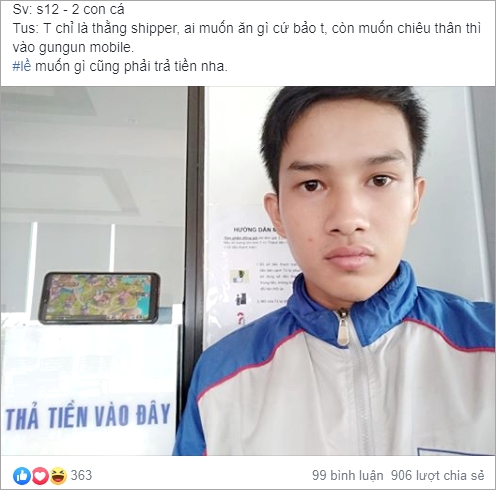 Sv: s12 - 2 con cá
Tus: T chỉ là thằng shipper, ai muốn ăn gì cứ bảo t, còn muốn chiêu thân thì
vào gungun mobile.
#lề muốn gì cũng phải trả tiền nha.
HƯỚNG DẪN
THẢ TIỀN VÀO ĐÂY
363
99 bình luận 906 lượt chia sẻ